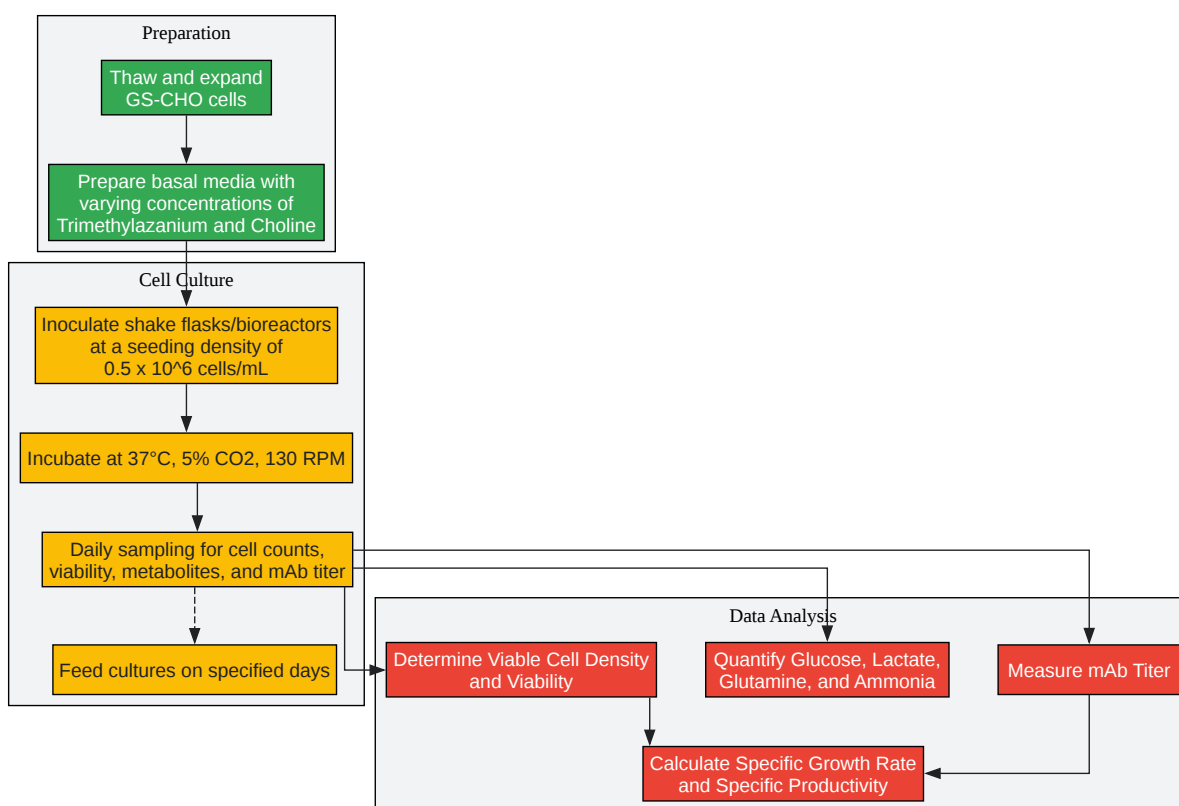 Preparation
Thaw and expand
GS-CHO cells
Prepare basal media with
varying concentrations of
Trimethylazanium and Choline
Cell Culture
Inoculate shake flasks/bioreactors
at a seeding density of
0.5 x 10^6 cells/mL
Incubate at 37°C, 5% CO2, 130 RPM
Daily sampling for cell counts,
viability, metabolites, and mAb titer
Feed cultures on specified days
Data Analysis
Determine Viable Cell Density
and Viability
Quantify Glucose, Lactate,
Glutamine, and Ammonia
Measure mAb Titer
Calculate Specific Growth Rate
and Specific Productivity